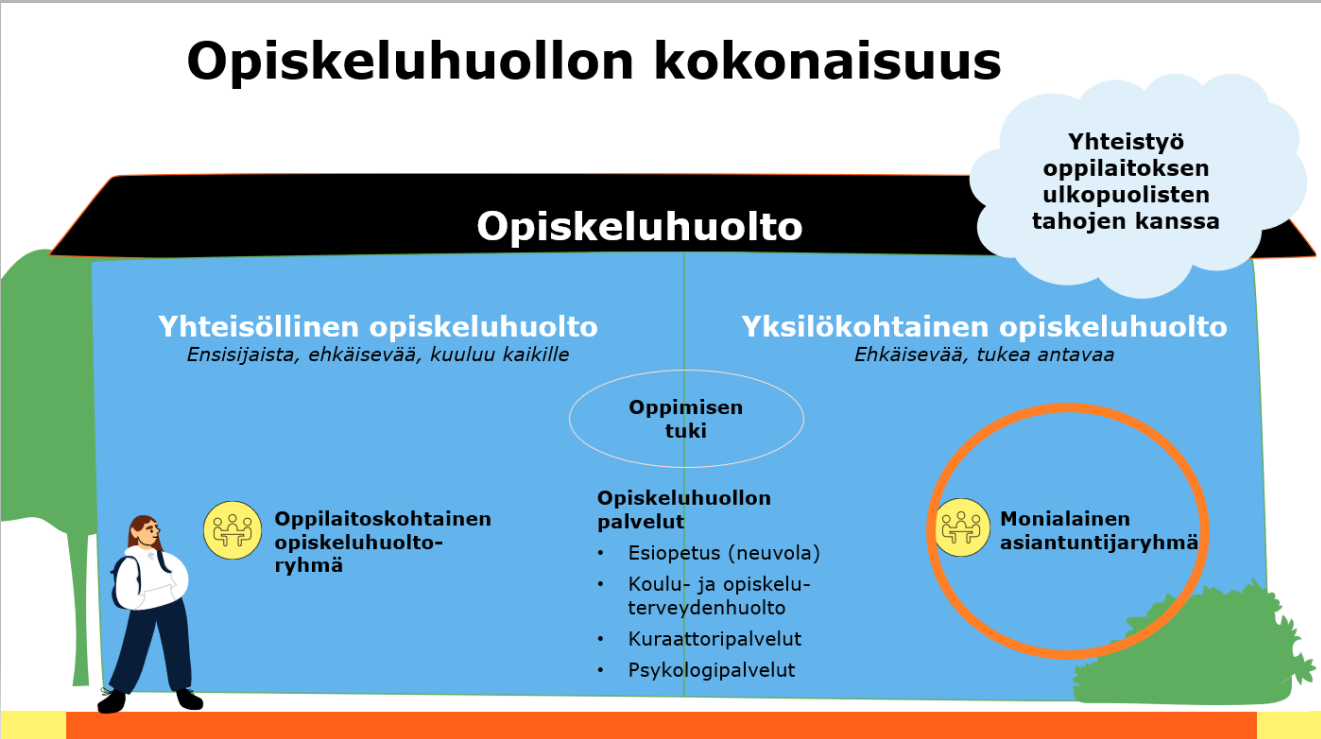 Opiskeluhuollon kokonaisuus
Yhteistyö
oppilaitoksen
ulkopuolisten
tahojen kanssa
Opiskeluhuolto
Yhteisöllinen opiskeluhuolto
Ensisijaista, ehkäisevää, kuuluu kaikille
Yksilökohtainen opiskeluhuolto
Ehkäisevää, tukea antavaa
Oppimisen
tuki
Oppilaitoskohtainen
opiskeluhuolto-
ryhmä
Opiskeluhuollon
palvelut
• Esiopetus (neuvola)
• Koulu- ja opiskelu-
terveydenhuolto
• Kuraattoripalvelut
• Psykologipalvelut
Monialainen
asiantuntijaryhmä